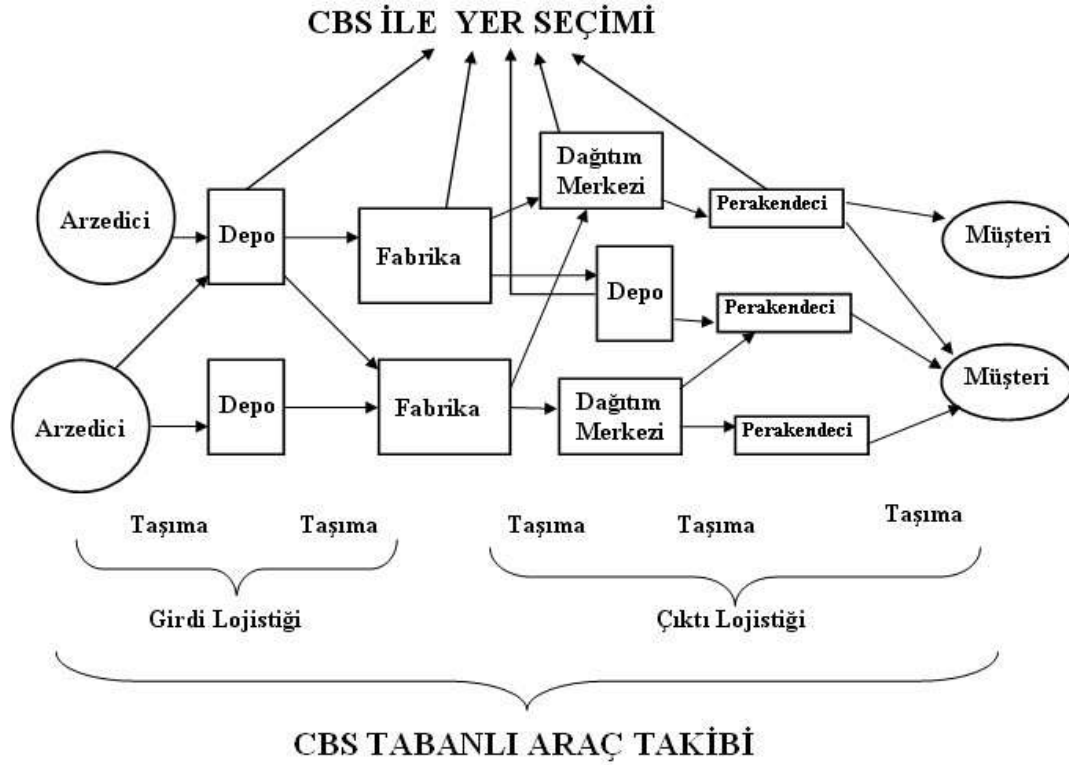 CBS İLE YER SEÇİMİ
Dağıtım
Merkezi
Arzedici
Depo
Fabrika
Perakendeci
Müşteri
Depo
Perakendeci
Arzedici
Depo
Fabrika
Dağıtım
Merkezi
Perakendeci
Müşteri
Taşıma Taşıma Taşıma Taşıma Taşıma
Girdi Lojistiği Çıktı Lojistiği
CBS TABANLI ARAÇ TAKİBİ